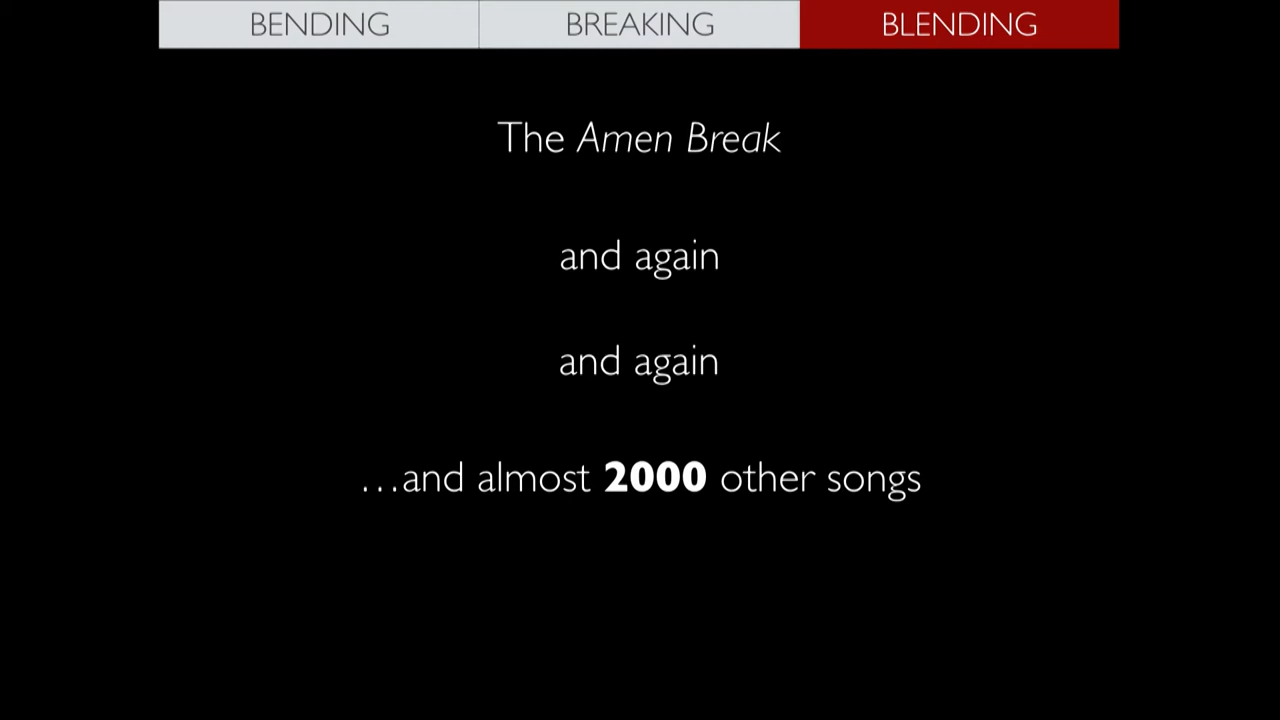 BENDING BREAKING BLENDING
The Amen Break
and again
and again
…and almost 2000 other songs